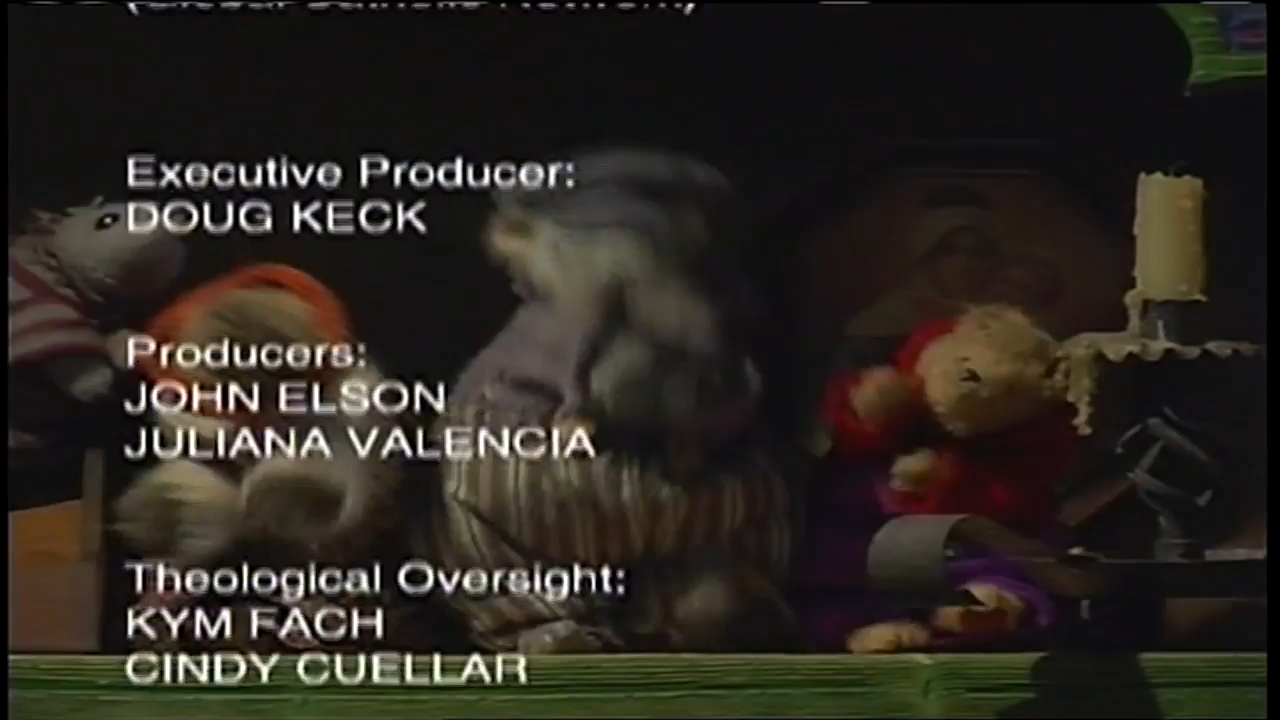 Executive Producer:
DOUG KECK
Producers:
JOHN ELSON
JULIANA VALENCIA
Theological Oversight:
KYM FACH
CINDY CUELLAR